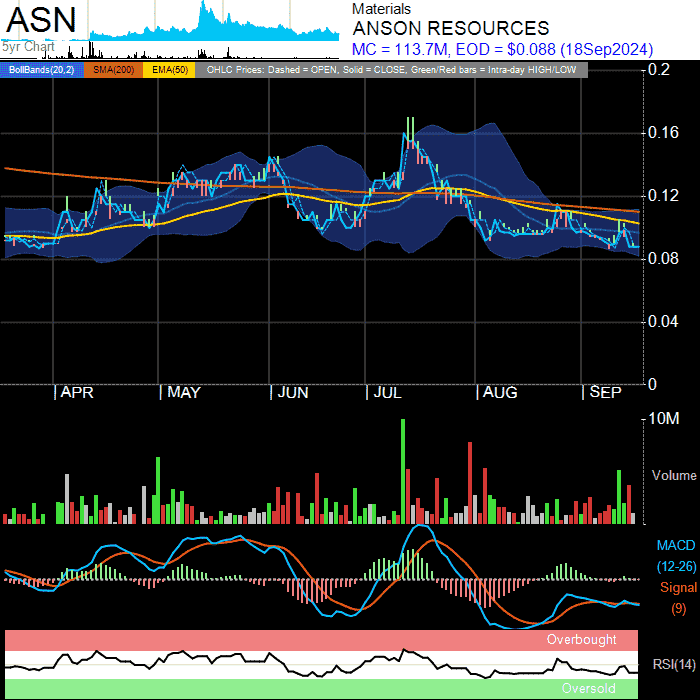 ASN
5yr Chart
Materials
ANSON RESOURCES
MC = 113.7M, EOD = $0.088 (18Sep2024)
BollBands(20,2) SMA(200) EMA(50) OHLC Prices: Dashed = OPEN, Solid = CLOSE, Green/Red bars = Intra-day HIGH/LOW
0.2
0.16
0.12
0.08
0.04
0
APR MAY JUN JUL AUG SEP
10M
Volume
MACD
(12-26)
Signal
(9)
Overbought
RSI(14)
Oversold